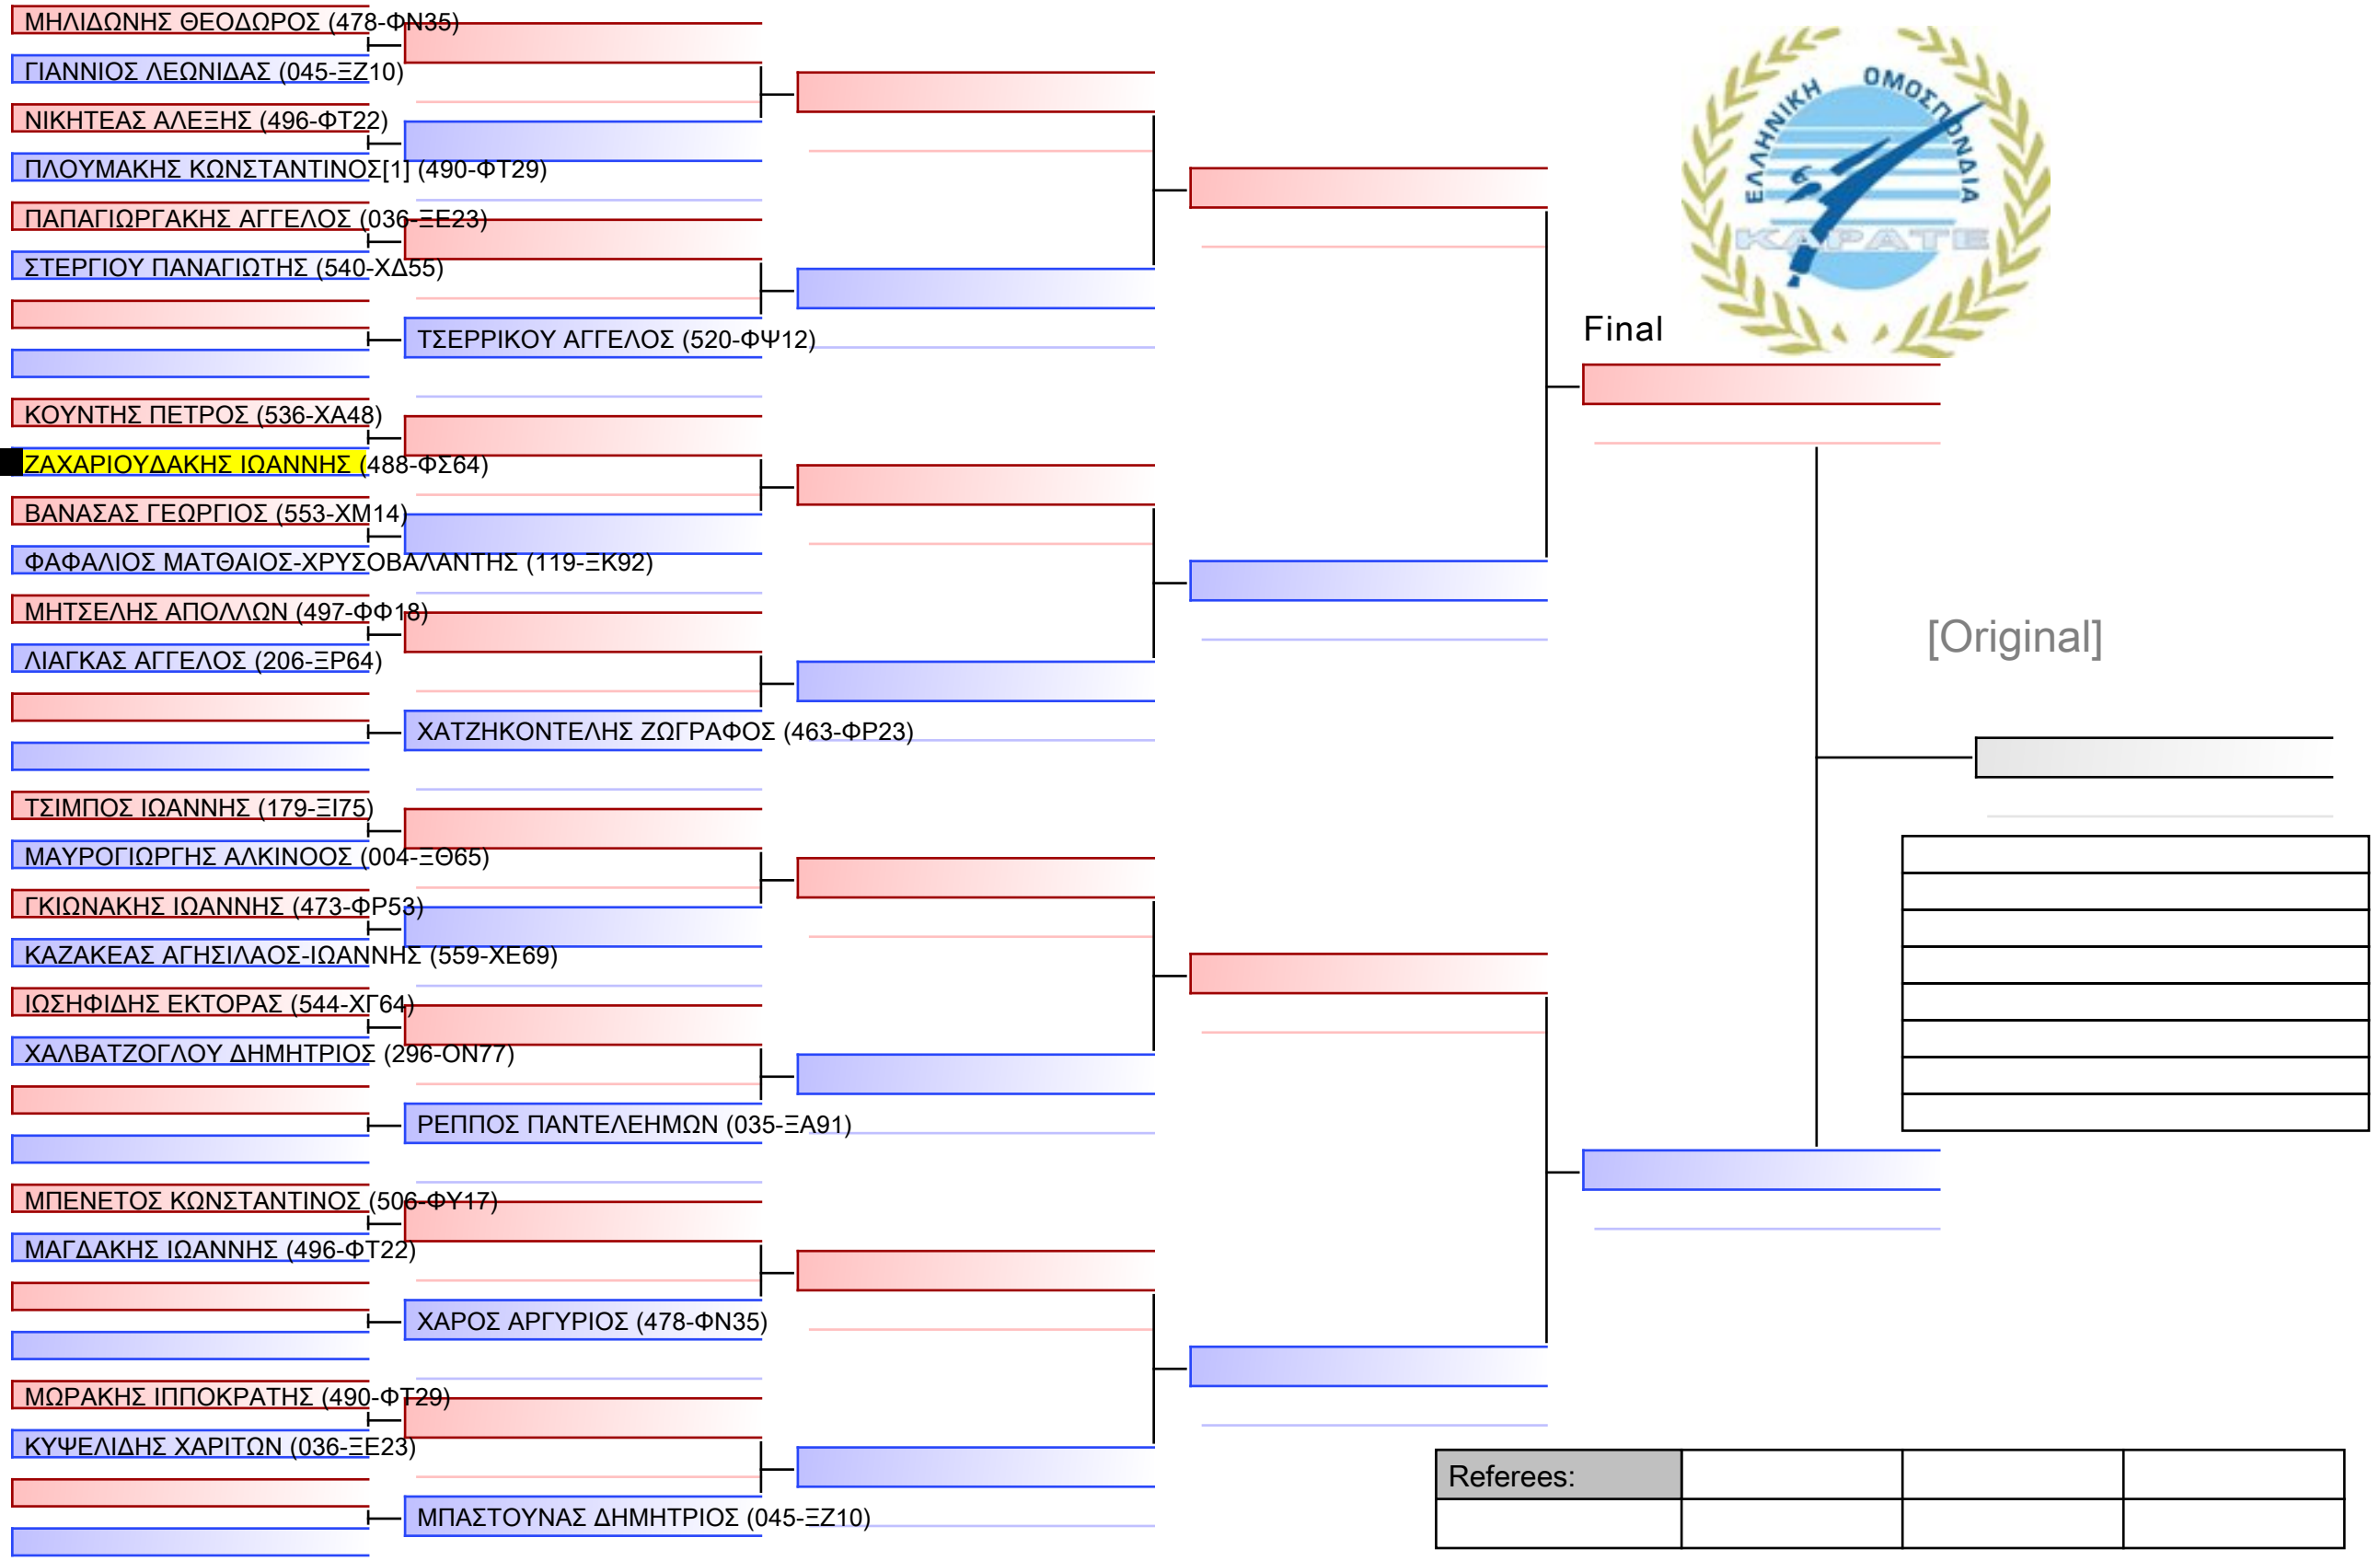 ΜΗΛΙΔΩΝΗΣ ΘΕΟΔΩΡΟΣ (478-ΦΝ35)
ΓΙΑΝΝΙΟΣ ΛΕΩΝΙΔΑΣ (045-ΞΖ10)
ΝΙΚΗΤΕΑΣ ΑΛΕΞΗΣ (496-ΦΤ22)
ΠΛΟΥΜΑΚΗΣ ΚΩΝΣΤΑΝΤΙΝΟΣ[1] (490-ΦΤ29)
ΠΑΠΑΓΙΩΡΓΑΚΗΣ ΑΓΓΕΛΟΣ (036-ΞΕ23)
ΣΤΕΡΓΙΟΥ ΠΑΝΑΓΙΩΤΗΣ (540-ΧΔ55)
ΤΣΕΡΡΙΚΟΥ ΑΓΓΕΛΟΣ (520-ΦΨ12)
ΚΟΥΝΤΗΣ ΠΕΤΡΟΣ (536-ΧΑ48)
ΖΑΧΑΡΙΟΥΔΑΚΗΣ ΙΩΑΝΝΗΣ (488-ΦΣ64)
ΒΑΝΑΣΑΣ ΓΕΩΡΓΙΟΣ (553-ΧΜ14)
ΦΑΦΑΛΙΟΣ ΜΑΤΘΑΙΟΣ-ΧΡΥΣΟΒΑΛΑΝΤΗΣ (119-ΞΚ92)
ΜΗΤΣΕΛΗΣ ΑΠΟΛΛΩΝ (497-ΦΦ18)
ΛΙΑΓΚΑΣ ΑΓΓΕΛΟΣ (206-ΞΡ64)
ΧΑΤΖΗΚΟΝΤΕΛΗΣ ΖΩΓΡΑΦΟΣ (463-ΦΡ23)
ΤΣΙΜΠΟΣ ΙΩΑΝΝΗΣ (179-ΞΙ75)
ΜΑΥΡΟΓΙΩΡΓΗΣ ΑΛΚΙΝΟΟΣ (004-ΞΘ65)
ΓΚΙΩΝΑΚΗΣ ΙΩΑΝΝΗΣ (473-ΦΡ53)
ΚΑΖΑΚΕΑΣ ΑΓΗΣΙΛΑΟΣ-ΙΩΑΝΝΗΣ (559-ΧΕ69)
ΙΩΣΗΦΙΔΗΣ ΕΚΤΟΡΑΣ (544-ΧΓ64)
ΧΑΛΒΑΤΖΟΓΛΟΥ ΔΗΜΗΤΡΙΟΣ (296-ΟΝ77)
ΡΕΠΠΟΣ ΠΑΝΤΕΛΕΗΜΩΝ (035-ΞΑ91)
ΜΠΕΝΕΤΟΣ ΚΩΝΣΤΑΝΤΙΝΟΣ (506-ΦΥ17)
ΜΑΓΔΑΚΗΣ ΙΩΑΝΝΗΣ (496-ΦΤ22)
ΧΑΡΟΣ ΑΡΓΥΡΙΟΣ (478-ΦΝ35)
ΜΩΡΑΚΗΣ ΙΠΠΟΚΡΑΤΗΣ (490-ΦΤ29)
ΚΥΨΕΛΙΔΗΣ ΧΑΡΙΤΩΝ (036-ΞΕ23)
ΜΠΑΣΤΟΥΝΑΣ ΔΗΜΗΤΡΙΟΣ (045-ΞΖ10)
ΕΛΛΗΝΙΚΗ ΟΜΟΣΠΟΝΔΙΑ
ΚΑΡΑΤΕ
Final
[Original]
Referees: